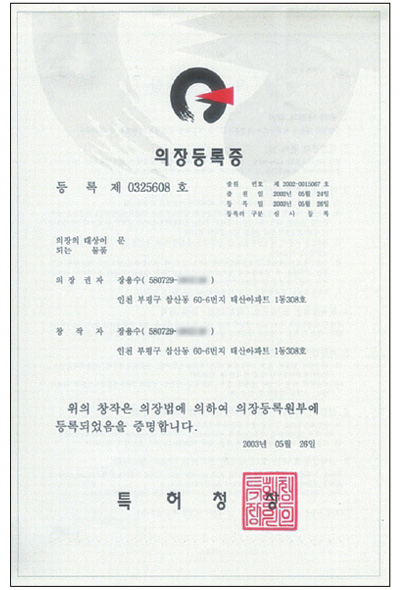 의장등록증
등 록 제 0325608 호
출원 번호 제 2002-0015067 호
출 원 일 2002년 05월 24일
등 록 일 2003년 05월 26일
등록의 구분 심 사 등 록
의장의 대상이 문
되는 물품
의 장 권 자 장용수( 580729- )
인천 부평구 삼산동 60-6번지 태산아파트 1동308호
창 작 자 장용수( 580729- )
인천 부평구 삼산동 60-6번지 태산아파트 1동308호
위의 창작은 의장법에 의하여 의장등록원부에
등록되었음을 증명합니다.
2003년 05월 26일
특 허 청 장